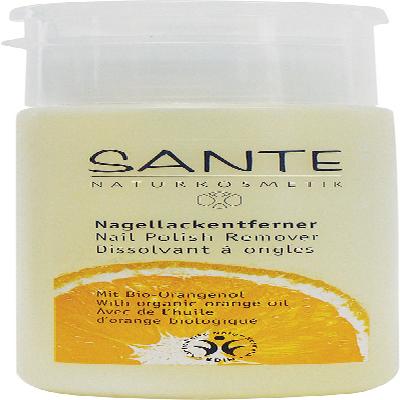 SANTE
NATURKOSMETIK
Nagellackentferner
Nail Polish Remover
Dissolvant à ongles
Mit Bio-Orangenöl
With organic orange oil
Avec de l'huile
d'orange biologique